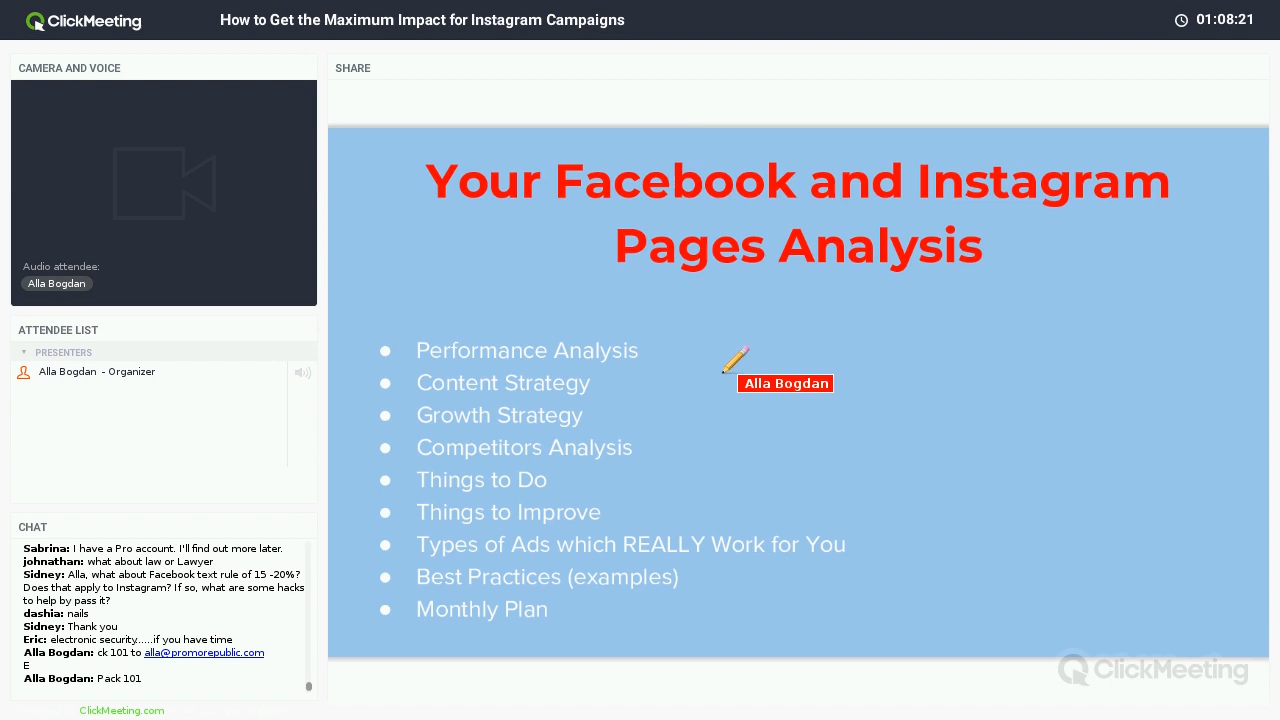 ClickMeeting
How to Get the Maximum Impact for Instagram Campaigns
01:08:21
CAMERA AND VOICE
Audio attendee:
Alla Bogdan
ATTENDEE LIST
PRESENTERS
Alla Bogdan - Organizer
CHAT
Sabrina: I have a Pro account. I'll find out more later.
johnathan: what about law or Lawyer
Sidney: Alla, what about Facebook text rule of 15 -20%?
Does that apply to Instagram? If so, what are some hacks
to help by pass it?
dashia: nails
Sidney: Thank you
Eric: electronic security.....if you have time
Alla Bogdan: ck 101 to alla@promorepublic.com
E
Alla Bogdan: Pack 101
ClickMeeting.com
SHARE
Your Facebook and Instagram
Pages Analysis
● Performance Analysis
● Content Strategy
● Growth Strategy
● Competitors Analysis
● Things to Do
● Things to Improve
● Types of Ads which REALLY Work for You
● Best Practices (examples)
● Monthly Plan
Alla Bogdan
ClickMeeting